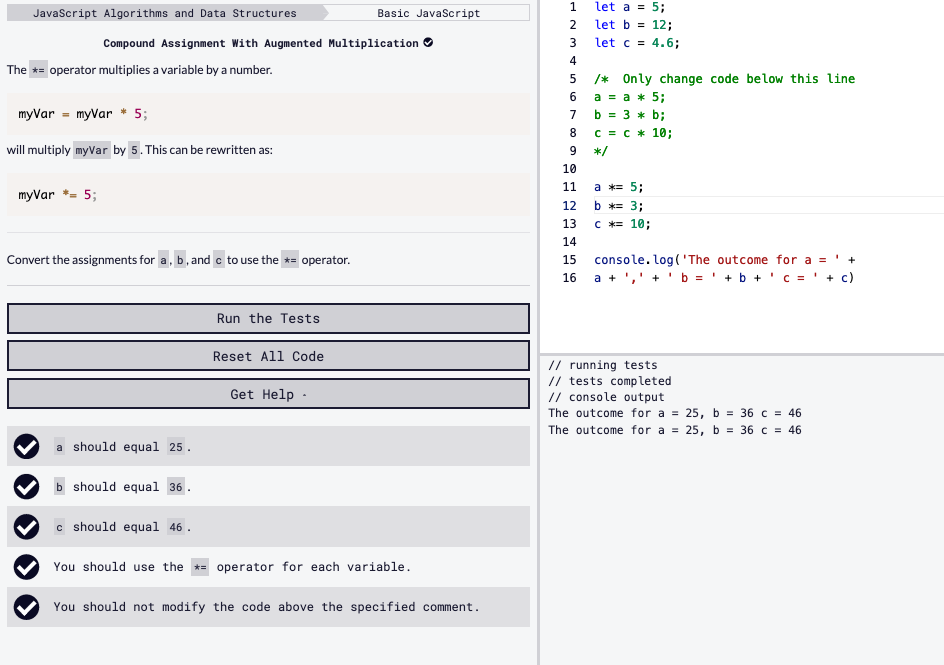 JavaScript Algorithms and Data Structures
Basic JavaScript
Compound Assignment With Augmented Multiplication
The *= operator multiplies a variable by a number.
myVar = myVar * 5;
will multiply myVar by 5. This can be rewritten as:
myVar *= 5;
Convert the assignments for a, b, and c to use the *= operator.
Run the Tests
Reset All Code
Get Help -
a should equal 25.
b should equal 36.
c should equal 46.
You should use the *= operator for each variable.
You should not modify the code above the specified comment.
1 let a = 5;
2 let b = 12;
3 let c = 4.6;
4
5 /* Only change code below this line
6 a = a * 5;
7 b = 3 * b;
8 c = c * 10;
9 */
10
11 a *= 5;
12 b *= 3;
13 c *= 10;
14
15 console.log('The outcome for a = ' +
16 a + ',' + ' b = ' + b + ' c = ' + c)
// running tests
// tests completed
// console output
The outcome for a = 25, b = 36 c = 46
The outcome for a = 25, b = 36 c = 46